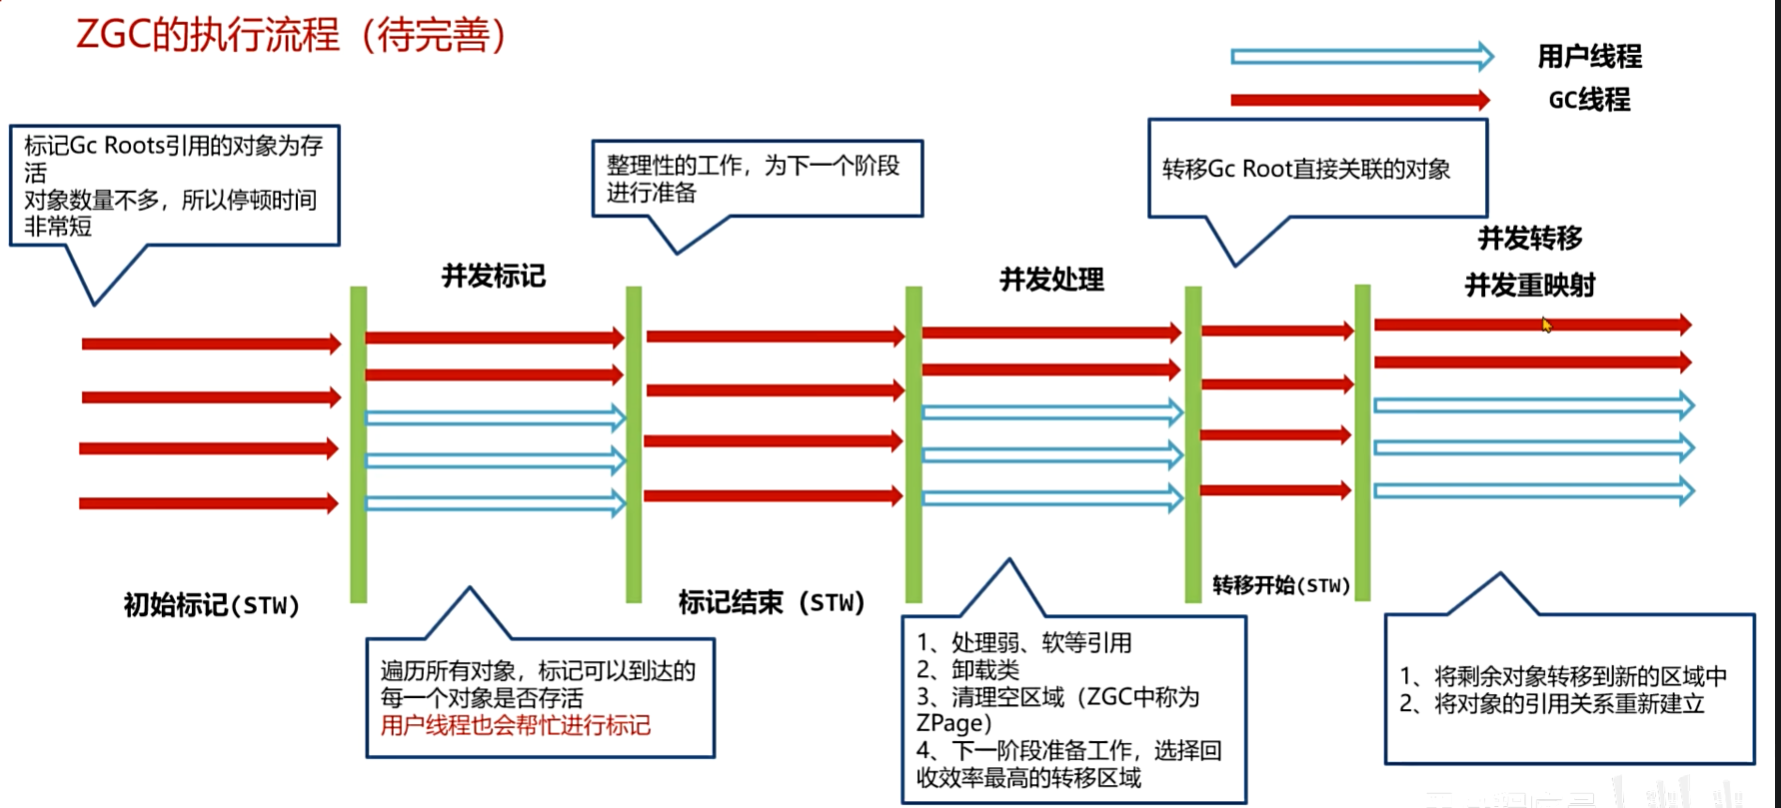 ZGC的执行流程（待完善）
用户线程
GC线程
标记Gc Roots引用的对象为存
活
对象数量不多，所以停顿时间
非常短
整理性的工作，为下一个阶段
进行准备
转移Gc Root直接关联的对象
并发标记
并发处理
并发转移
并发重映射
初始标记(STW)
标记结束（STW）
转移开始(STW)
遍历所有对象，标记可以到达的
每一个对象是否存活
用户线程也会帮忙进行标记
1、处理弱、软等引用
2、卸载类
3、清理空区域（ZGC中称为
ZPage）
4、下一阶段准备工作，选择回
收效率最高的转移区域
1、将剩余对象转移到新的区域中
2、将对象的引用关系重新建立